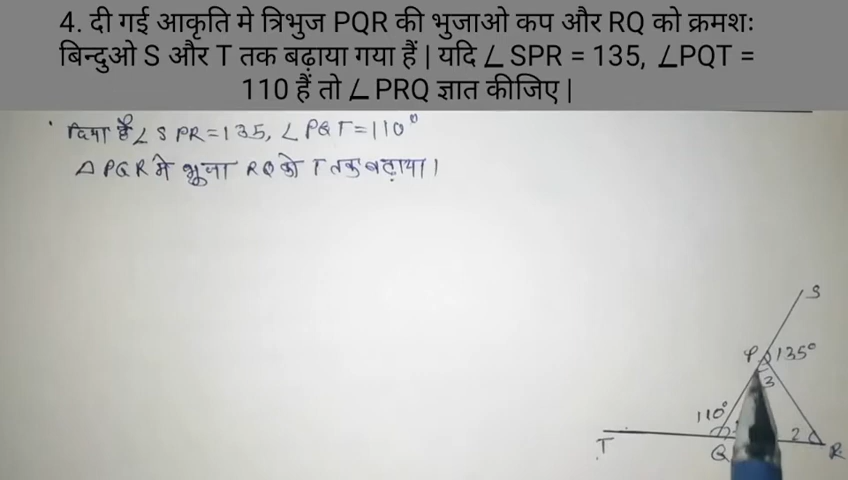 4. दी गई आकृति मे त्रिभुज PQR की भुजाओ कप और RQ को क्रमशः
बिन्दुओ S और T तक बढ़ाया गया हैं | यदि ∠ SPR = 135, ∠PQT =
110 हैं तो ∠ PRQ ज्ञात कीजिए |
दिया है ∠ SPR = 135, ∠ PQT = 110°
△ PQR मे भूजा RQ को T तक बढ़ाया।
S
P 135°
3
110°
2
T Q R